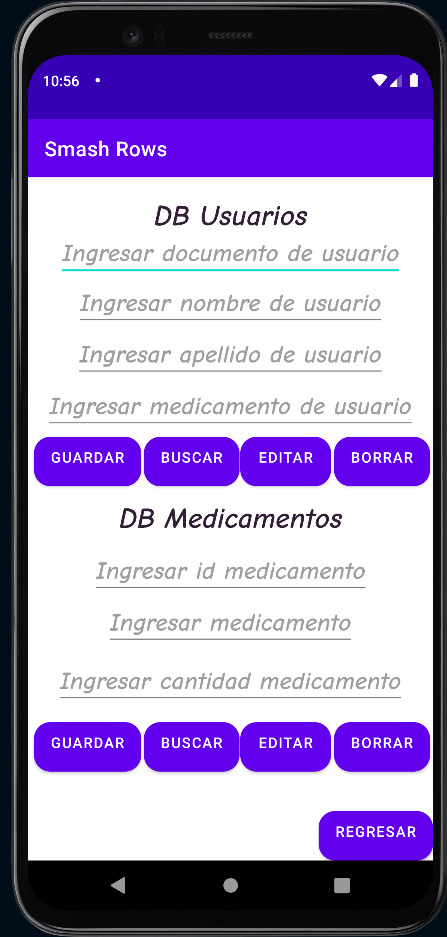 10:56
Smash Rows
DB Usuarios
Ingresar documento de usuario
Ingresar nombre de usuario
Ingresar apellido de usuario
Ingresar medicamento de usuario
GUARDAR BUSCAR EDITAR BORRAR
DB Medicamentos
Ingresar id medicamento
Ingresar medicamento
Ingresar cantidad medicamento
GUARDAR BUSCAR EDITAR BORRAR
REGRESAR